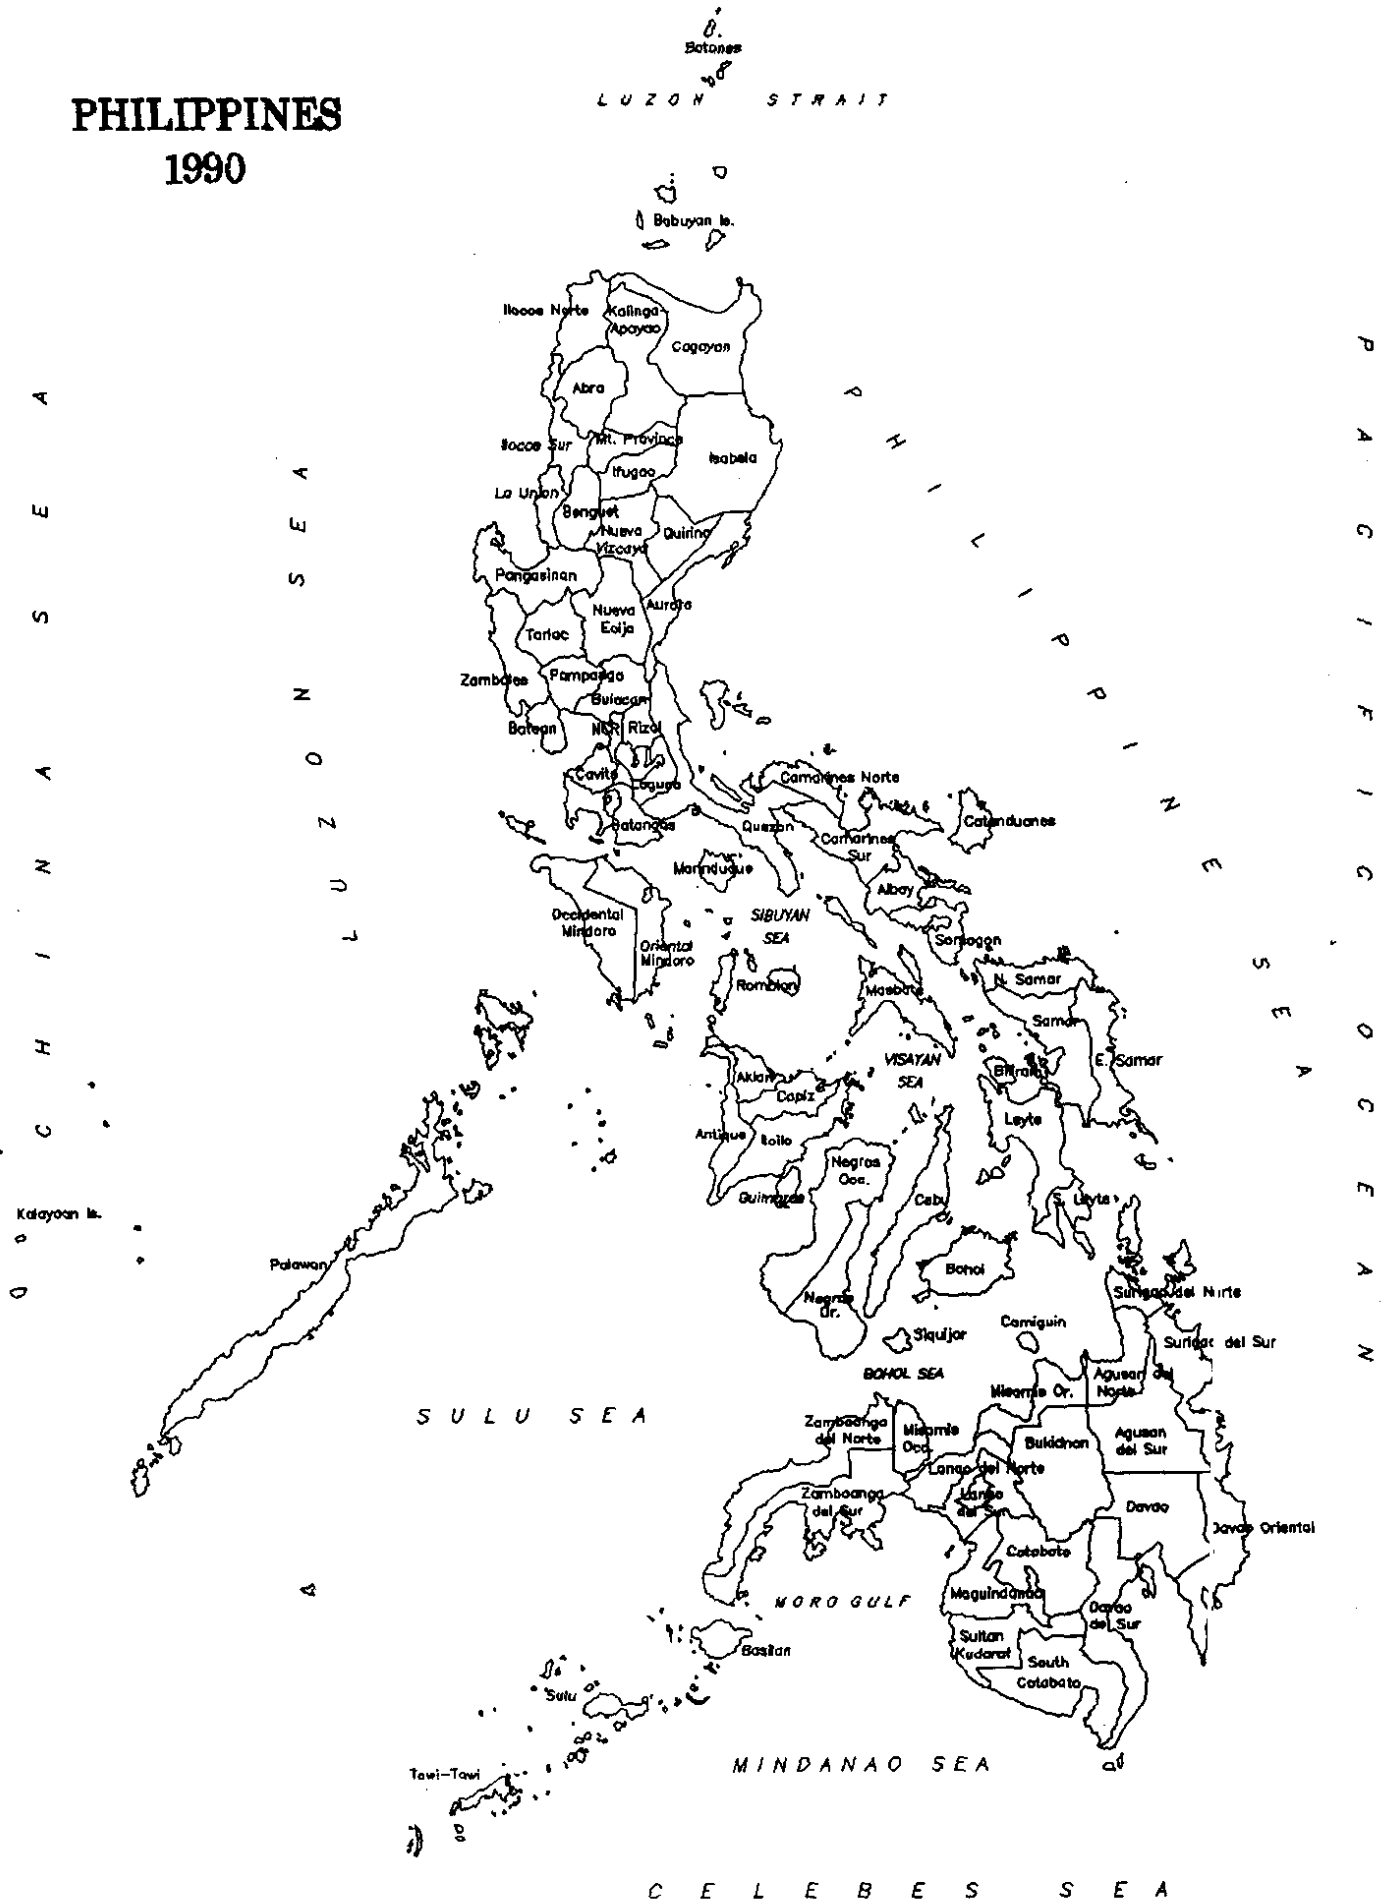 PHILIPPINES
1990
Batanes
LUZON STRAIT
Babuyan Is.
Ilocos Norte
Kalinga-
Apayao
Cagayan
Abra
Ilocos Sur
Mt. Province
Ifugao
Isabela
La Union
Benguet
Nueva
Vizcaya
Quirino
Pangasinan
Nueva
Ecija
Aurora
Tarlac
Zambales
Pampanga
Bulacan
Bataan
NCR
Rizal
Cavite
Laguna
Batangas
Camarines Norte
Quezon
Camarines
Sur
Catanduanes
Marinduque
Albay
Occidental
Mindoro
Oriental
Mindoro
SIBUYAN
SEA
Sorsogon
Romblon
Masbate
N. Samar
Samar
E. Samar
VISAYAN
SEA
Biliran
Aklan
Capiz
Antique
Iloilo
Leyte
Guimaras
Negros
Occ.
Cebu
S. Leyte
Kalayaan Is.
Palawan
Bohol
Negros
Or.
Siquijor
Camiguin
Surigao del Norte
Surigao del Sur
BOHOL SEA
Misamis Or.
Agusan del
Norte
SULU SEA
Zamboanga
del Norte
Misamis
Occ.
Bukidnon
Agusan
del Sur
Lanao del Norte
Zamboanga
del Sur
Lanao
del Sur
Davao
Davao Oriental
Cotabato
Maguindanao
MORO GULF
Davao
del Sur
Sultan
Kudarat
South
Cotabato
Basilan
Sulu
Tawi-Tawi
MINDANAO SEA
CELEBES SEA
CHINA SEA
LUZON SEA
PHILIPPINE SEA
PACIFIC OCEAN